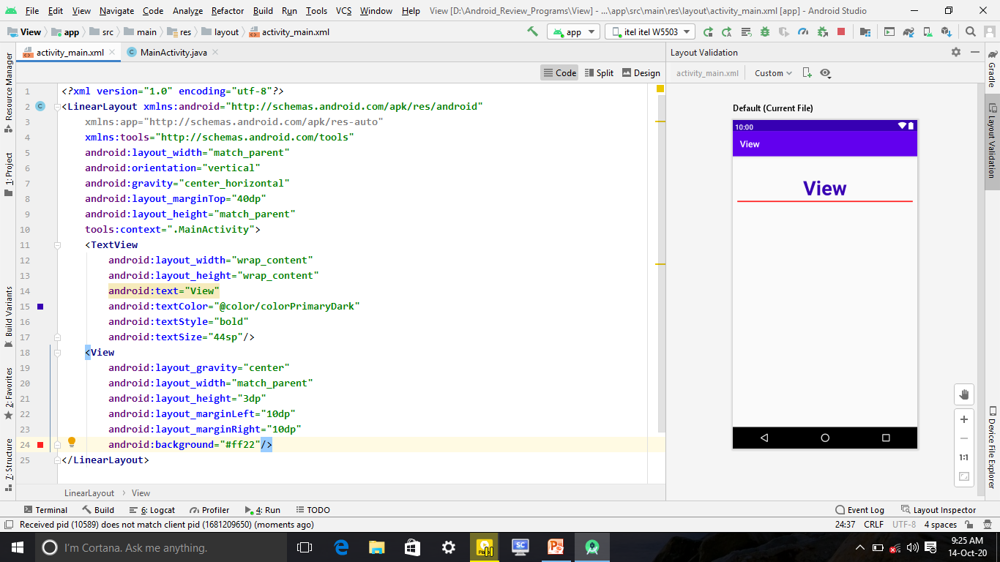 File Edit View Navigate Code Analyze Refactor Build Run Tools VCS Window Help View [D:\Android_Review_Programs\View] - ...\app\src\main\res\layout\activity_main.xml [app] - Android Studio
View app src main res layout activity_main.xml app itel itel W5503
activity_main.xml MainActivity.java Layout Validation
Code Split Design activity_main.xml Custom
Resource Manager
1: Project
Build Variants
2: Favorites
7: Structure
1 <?xml version="1.0" encoding="utf-8"?>
2 <LinearLayout xmlns:android="http://schemas.android.com/apk/res/android"
3 xmlns:app="http://schemas.android.com/apk/res-auto"
4 xmlns:tools="http://schemas.android.com/tools"
5 android:layout_width="match_parent"
6 android:orientation="vertical"
7 android:gravity="center_horizontal"
8 android:layout_marginTop="40dp"
9 android:layout_height="match_parent"
10 tools:context=".MainActivity">
11 <TextView
12 android:layout_width="wrap_content"
13 android:layout_height="wrap_content"
14 android:text="View"
15 android:textColor="@color/colorPrimaryDark"
16 android:textStyle="bold"
17 android:textSize="44sp"/>
18 <View
19 android:layout_gravity="center"
20 android:layout_width="match_parent"
21 android:layout_height="3dp"
22 android:layout_marginLeft="10dp"
23 android:layout_marginRight="10dp"
24 android:background="#ff22"/>
25 </LinearLayout>
LinearLayout View
Default (Current File)
10:00
View
View
1:1
Gradle
Layout Validation
Device File Explorer
Terminal Build 6: Logcat Profiler 4: Run TODO Event Log Layout Inspector
Received pid (10589) does not match client pid (1681209650) (moments ago) 24:37 CRLF UTF-8 4 spaces
I'm Cortana. Ask me anything. SC 9:25 AM
14-Oct-20